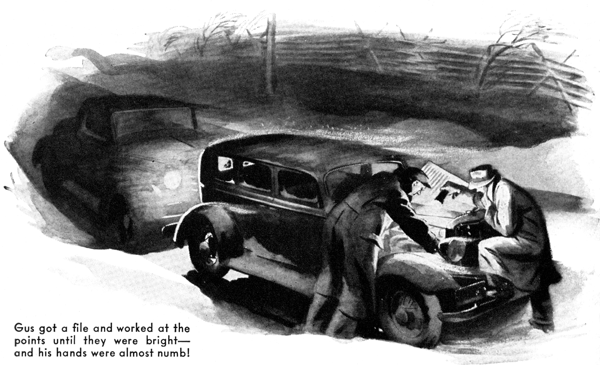 Gus got a file and worked at the
points until they were bright—
and his hands were almost numb!